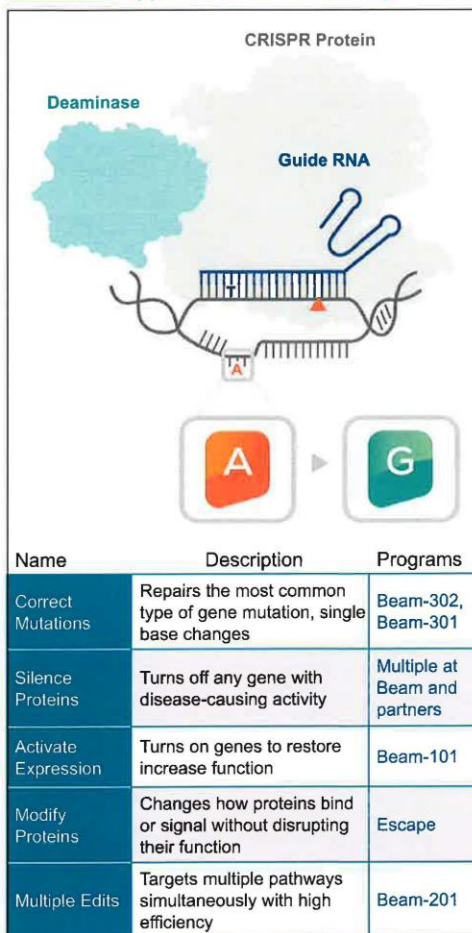 CRISPR Protein
Deaminase
Guide RNA
T
A
A
G
Name Description Programs
Correct Mutations
Repairs the most common
type of gene mutation, single
base changes
Beam-302,
Beam-301
Silence Proteins
Turns off any gene with
disease-causing activity
Multiple at
Beam and
partners
Activate Expression
Turns on genes to restore
increase function
Beam-101
Modify Proteins
Changes how proteins bind
or signal without disrupting
their function
Escape
Multiple Edits
Targets multiple pathways
simultaneously with high
efficiency
Beam-201